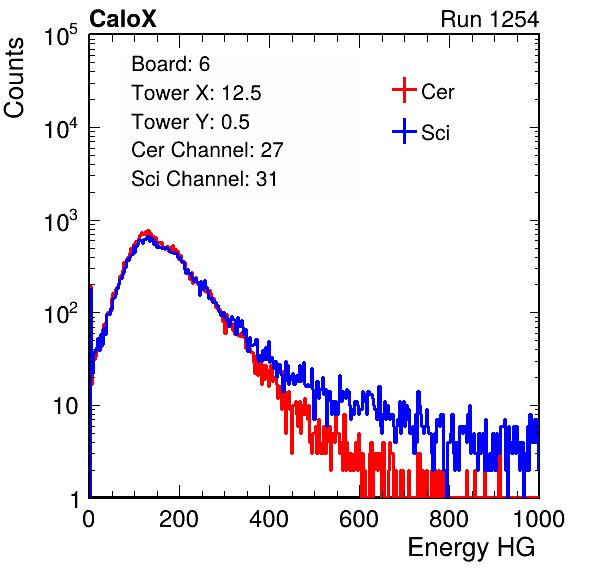 CaloX Run 1254
Counts
Board: 6
Tower X: 12.5
Tower Y: 0.5
Cer Channel: 27
Sci Channel: 31
Cer
Sci
10^5
10^4
10^3
10^2
10
1
0 200 400 600 800 1000
Energy HG